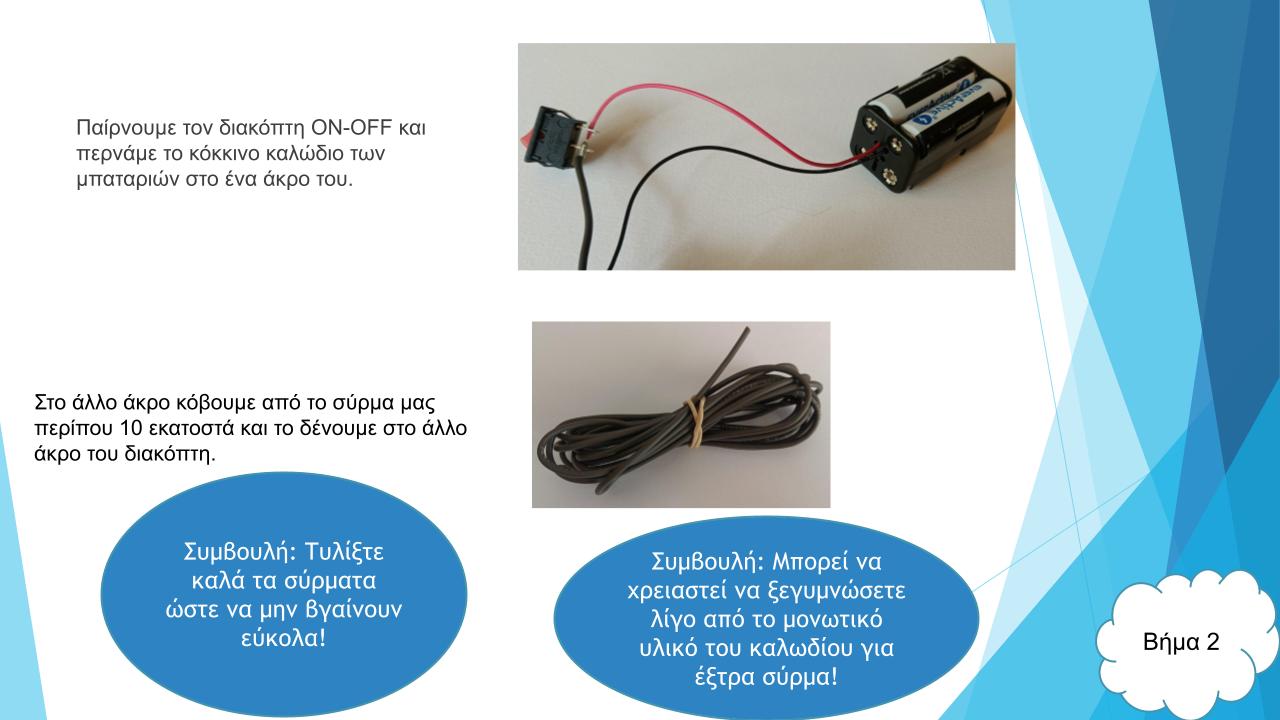 Παίρνουμε τον διακόπτη ON-OFF και
περνάμε το κόκκινο καλώδιο των
μπαταριών στο ένα άκρο του.
everActive
Στο άλλο άκρο κόβουμε από το σύρμα μας
περίπου 10 εκατοστά και το δένουμε στο άλλο
άκρο του διακόπτη.
Συμβουλή: Τυλίξτε
καλά τα σύρματα
ώστε να μην βγαίνουν
εύκολα!
Συμβουλή: Μπορεί να
χρειαστεί να ξεγυμνώσετε
λίγο από το μονωτικό
υλικό του καλωδίου για
έξτρα σύρμα!
Βήμα 2